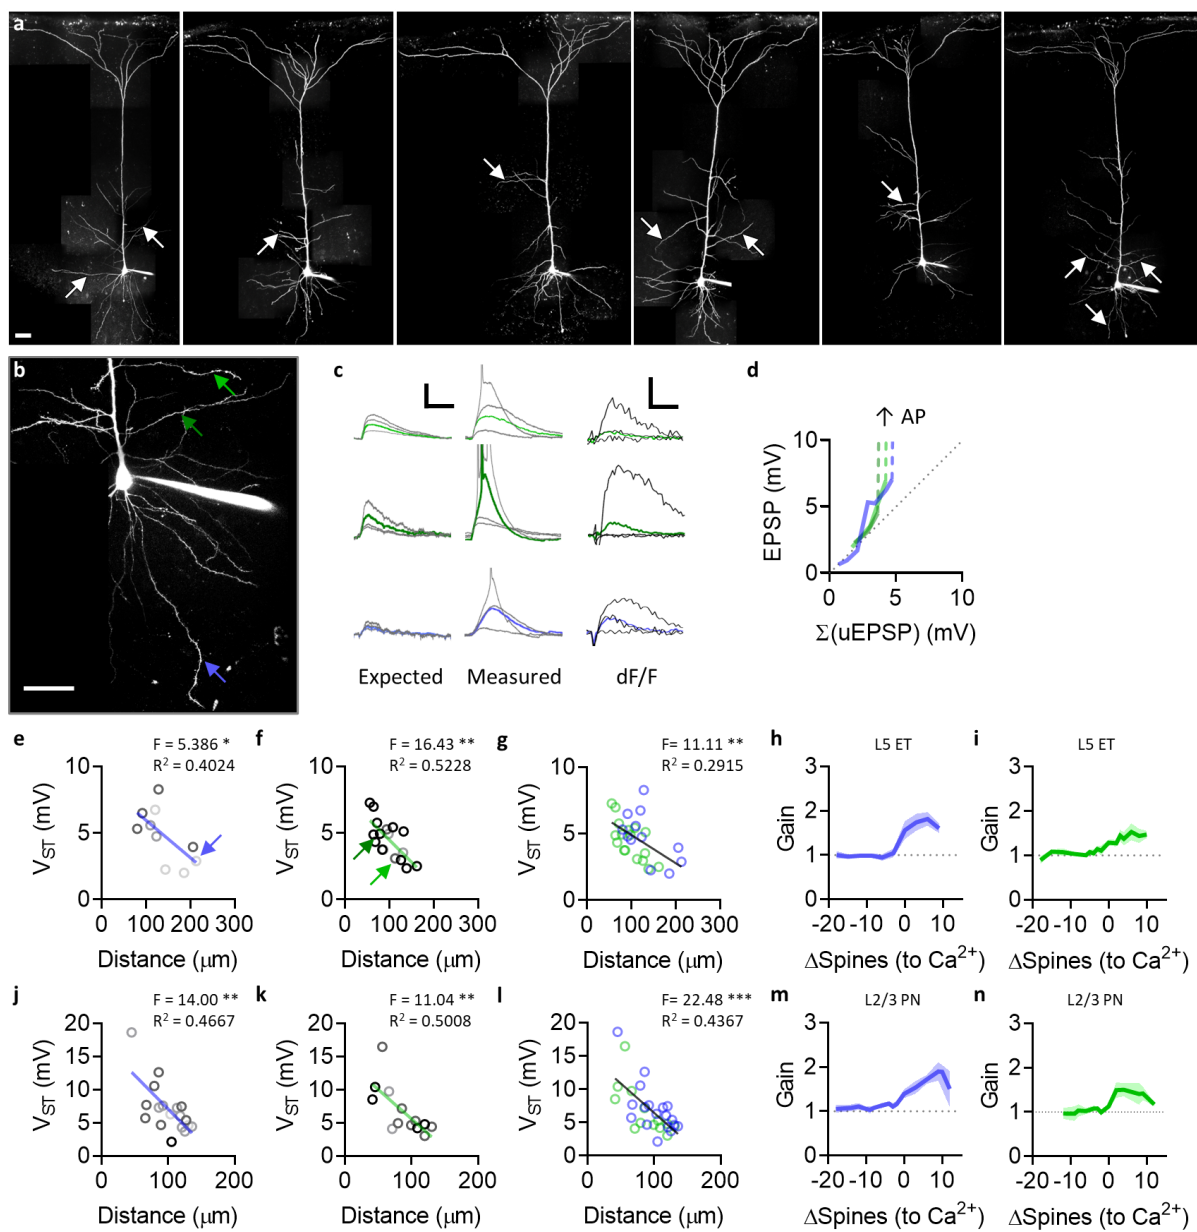 a
b
c
d
↑ AP
EPSP (mV)
10
5
0
0
5
10
Σ(uEPSP) (mV)
Expected
Measured
dF/F
e
F = 5.386 *
R² = 0.4024
V_ST (mV)
10
5
0
0
100
200
300
Distance (μm)
f
F = 16.43 **
R² = 0.5228
V_ST (mV)
10
5
0
0
100
200
300
Distance (μm)
g
F= 11.11 **
R² = 0.2915
V_ST (mV)
10
5
0
0
100
200
300
Distance (μm)
h
L5 ET
Gain
3
2
1
0
-20
-10
0
10
ΔSpines (to Ca²⁺)
i
L5 ET
Gain
3
2
1
0
-20
-10
0
10
ΔSpines (to Ca²⁺)
j
F = 14.00 **
R² = 0.4667
V_ST (mV)
20
15
10
5
0
0
100
200
Distance (μm)
k
F = 11.04 **
R² = 0.5008
V_ST (mV)
20
15
10
5
0
0
100
200
Distance (μm)
l
F= 22.48 ***
R² = 0.4367
V_ST (mV)
20
15
10
5
0
0
100
200
Distance (μm)
m
L2/3 PN
Gain
3
2
1
0
-20
-10
0
10
ΔSpines (to Ca²⁺)
n
L2/3 PN
Gain
3
2
1
0
-20
-10
0
10
ΔSpines (to Ca²⁺)